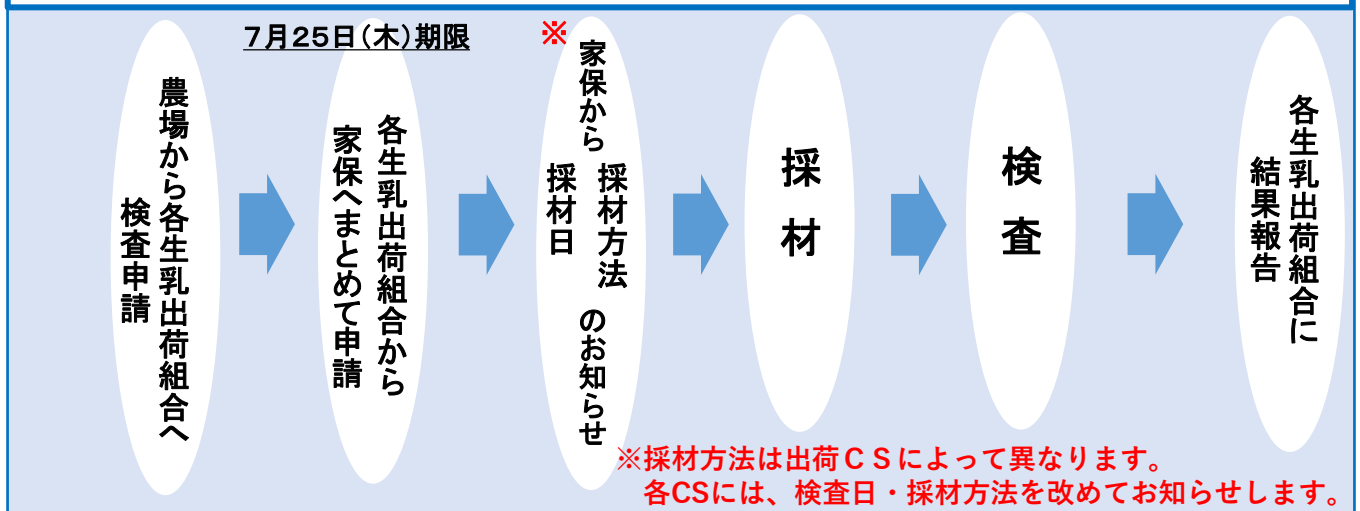 7月25日(木)期限
農場から各生乳出荷組合へ
検査申請
各生乳出荷組合から
家保へまとめて申請
※
家保から
採材方法
採材日
のお知らせ
採材
検査
各生乳出荷組合に
結果報告
※採材方法は出荷CSによって異なります。
各CSには、検査日・採材方法を改めてお知らせします。